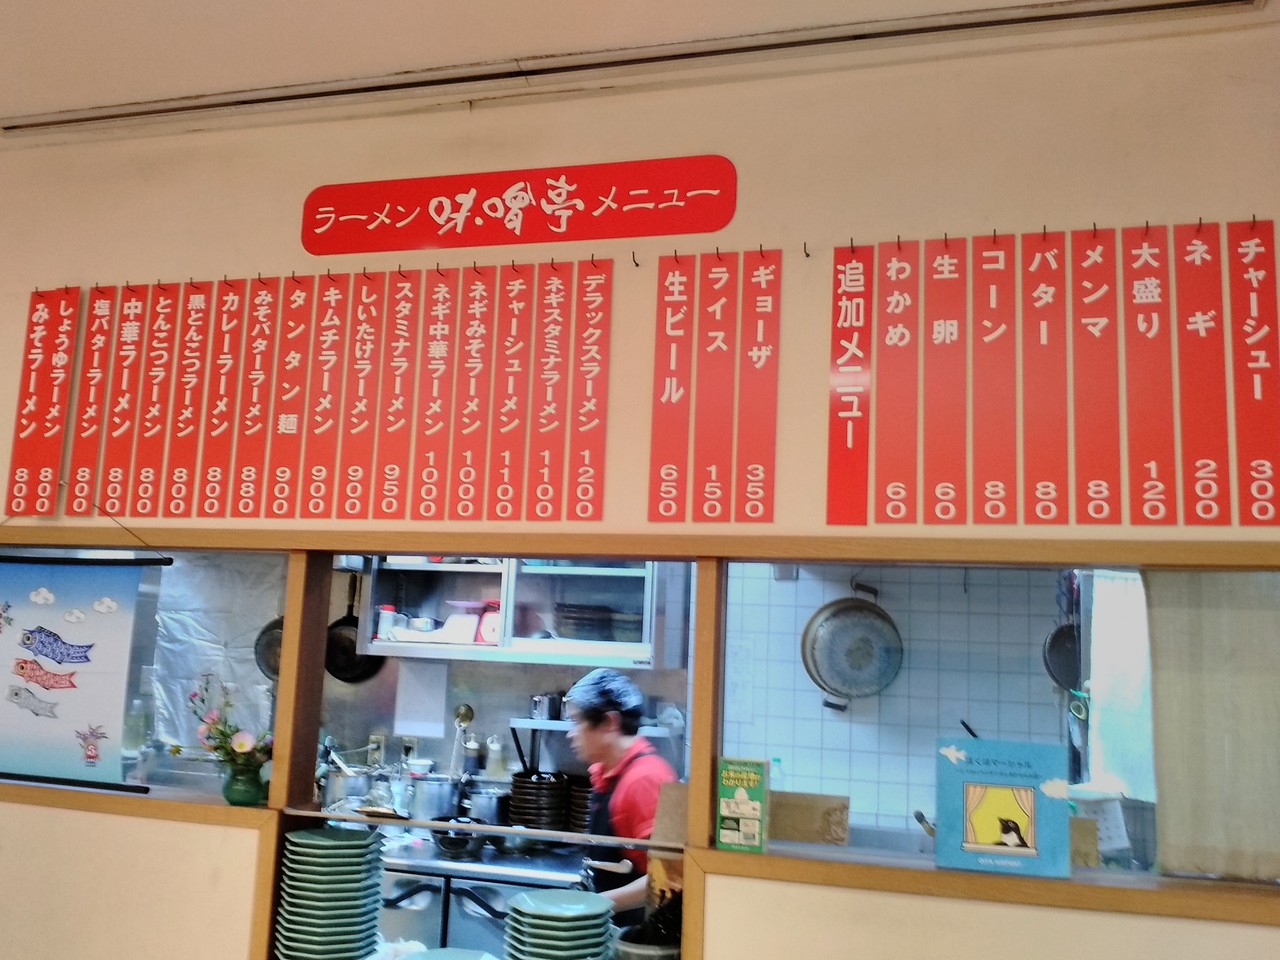 ラーメン 味噌亭 メニュー
みそラーメン 800
しょうゆラーメン 800
塩バターラーメン 800
中華ラーメン 800
とんこつラーメン 800
黒とんこつラーメン 800
カレーラーメン 800
みそバターラーメン 880
タンタン麺 900
キムチラーメン 900
しいたけラーメン 900
スタミナラーメン 950
ネギ中華ラーメン 1000
ネギみそラーメン 1000
チャーシューメン 1100
ネギスタミナラーメン 1100
デラックスラーメン 1200
生ビール 650
ライス 150
ギョーザ 350
追加メニュー
わかめ 60
生卵 60
コーン 80
バター 80
メンマ 80
大盛り 120
ネギ 200
チャーシュー 300
わかります!